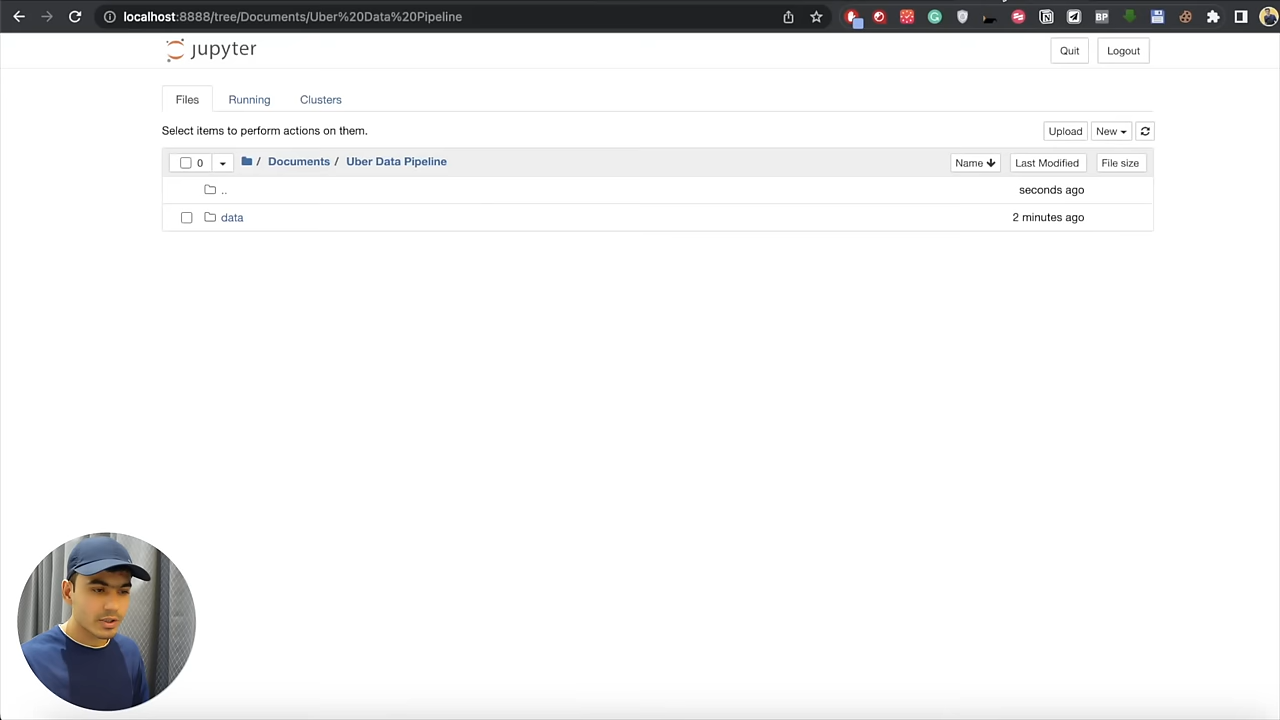 localhost:8888/tree/Documents/Uber%20Data%20Pipeline
BP
jupyter
Quit
Logout
Files
Running
Clusters
Select items to perform actions on them.
Upload
New
0
/ Documents / Uber Data Pipeline
Name
Last Modified
File size
..
seconds ago
data
2 minutes ago